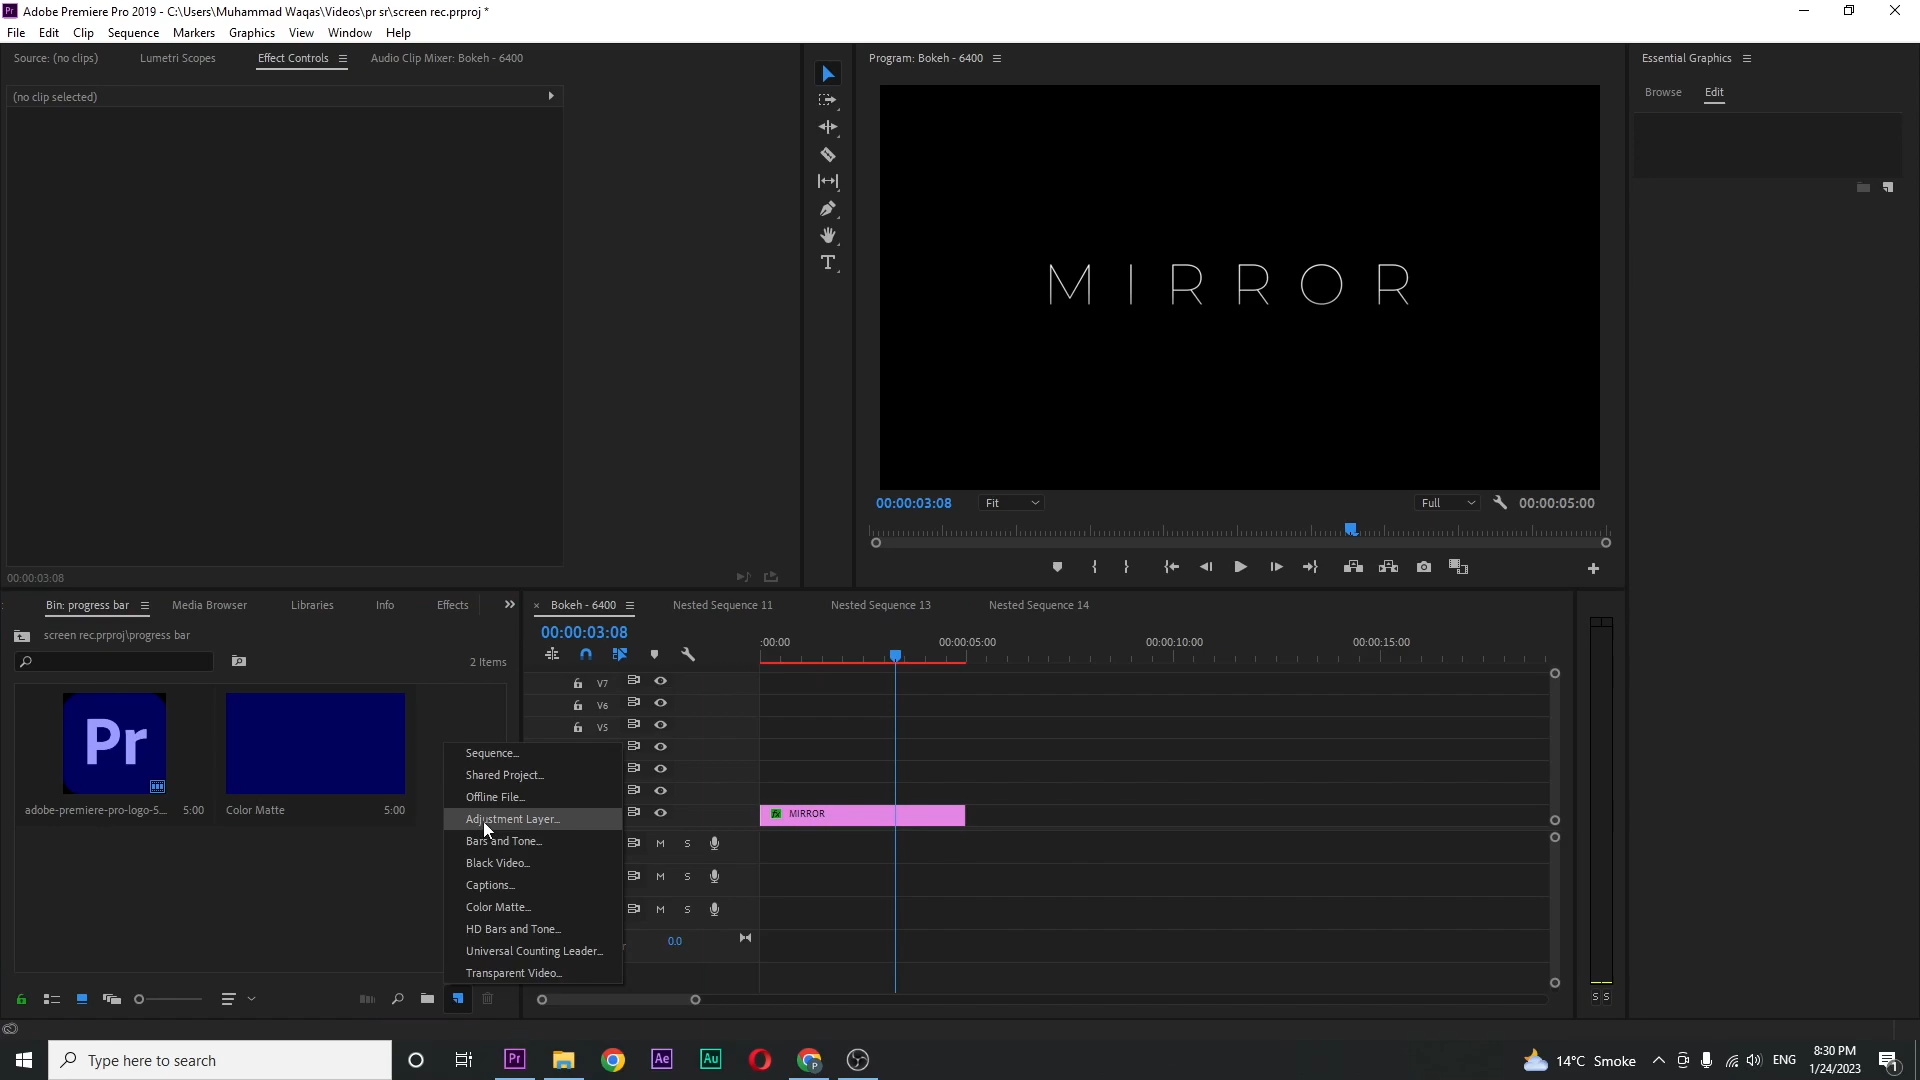 Pr Adobe Premiere Pro 2019 - C:\Users\Muhammad Waqas\Videos\pr sr\screen rec.prproj *
File Edit Clip Sequence Markers Graphics View Window Help
Source: (no clips) Lumetri Scopes Effect Controls Audio Clip Mixer: Bokeh - 6400
Program: Bokeh - 6400
Essential Graphics
Browse Edit
(no clip selected)
MIRROR
00:00:03:08 Fit Full 00:00:05:00
00:00:03:08
Bin: progress bar Media Browser Libraries Info Effects
× Bokeh - 6400 Nested Sequence 11 Nested Sequence 13 Nested Sequence 14
screen rec.prproj\progress bar
2 Items
00:00:03:08
:00:00 00:00:05:00 00:00:10:00 00:00:15:00
V7
V6
V5
Pr
adobe-premiere-pro-logo-5... 5:00
Color Matte 5:00
Sequence...
Shared Project...
Offline File...
Adjustment Layer...
Bars and Tone...
Black Video...
Captions...
Color Matte...
HD Bars and Tone...
Universal Counting Leader...
Transparent Video...
fx MIRROR
M S
M S
M S
0.0
S S
Type here to search
Pr Ae Au P
14°C Smoke ENG
8:30 PM
1/24/2023
1